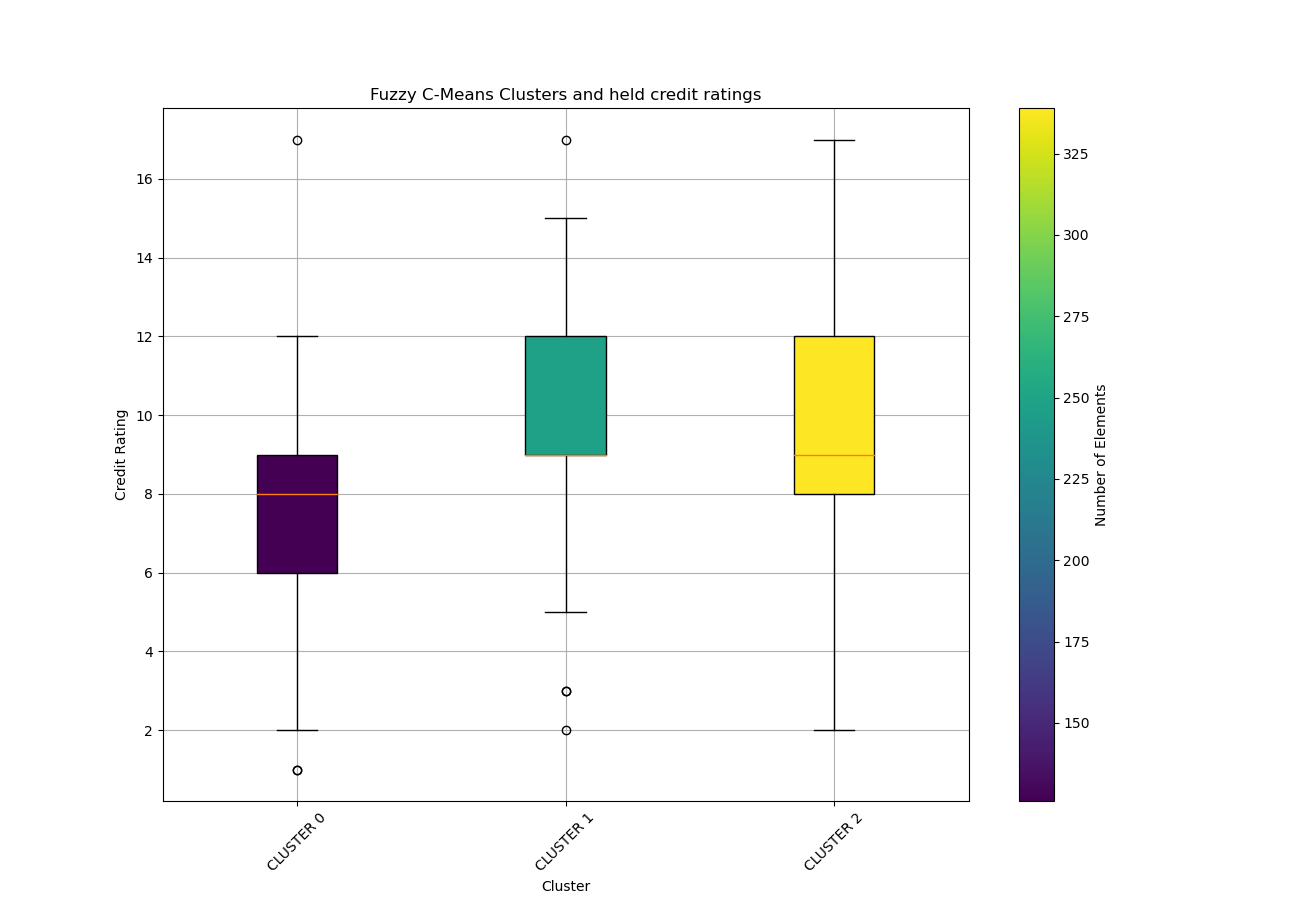 Fuzzy C-Means Clusters and held credit ratings
Credit Rating
16
14
12
10
8
6
4
2
CLUSTER 0
CLUSTER 1
CLUSTER 2
Cluster
325
300
275
250
225
200
175
150
Number of Elements